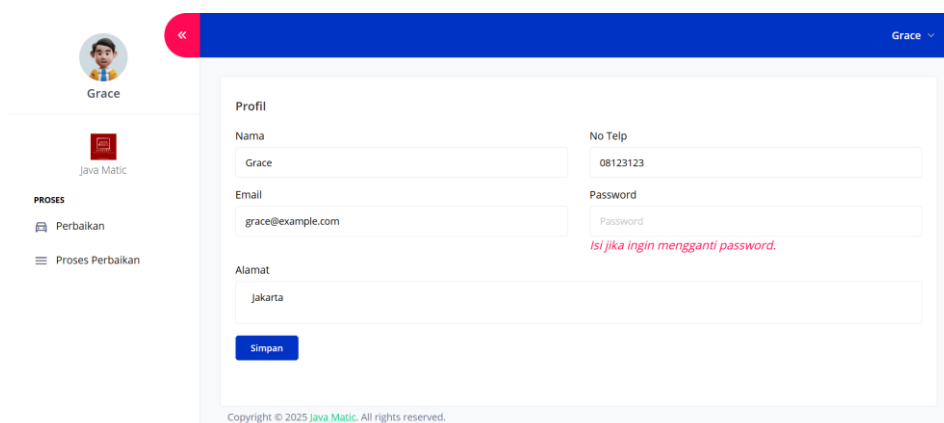 «
Grace
Grace
Java Matic
PROSES
Perbaikan
Proses Perbaikan
Profil
Nama
No Telp
Grace
08123123
Email
Password
grace@example.com
Password
Isi jika ingin mengganti password.
Alamat
Jakarta
Simpan
Copyright © 2025 Java Matic. All rights reserved.